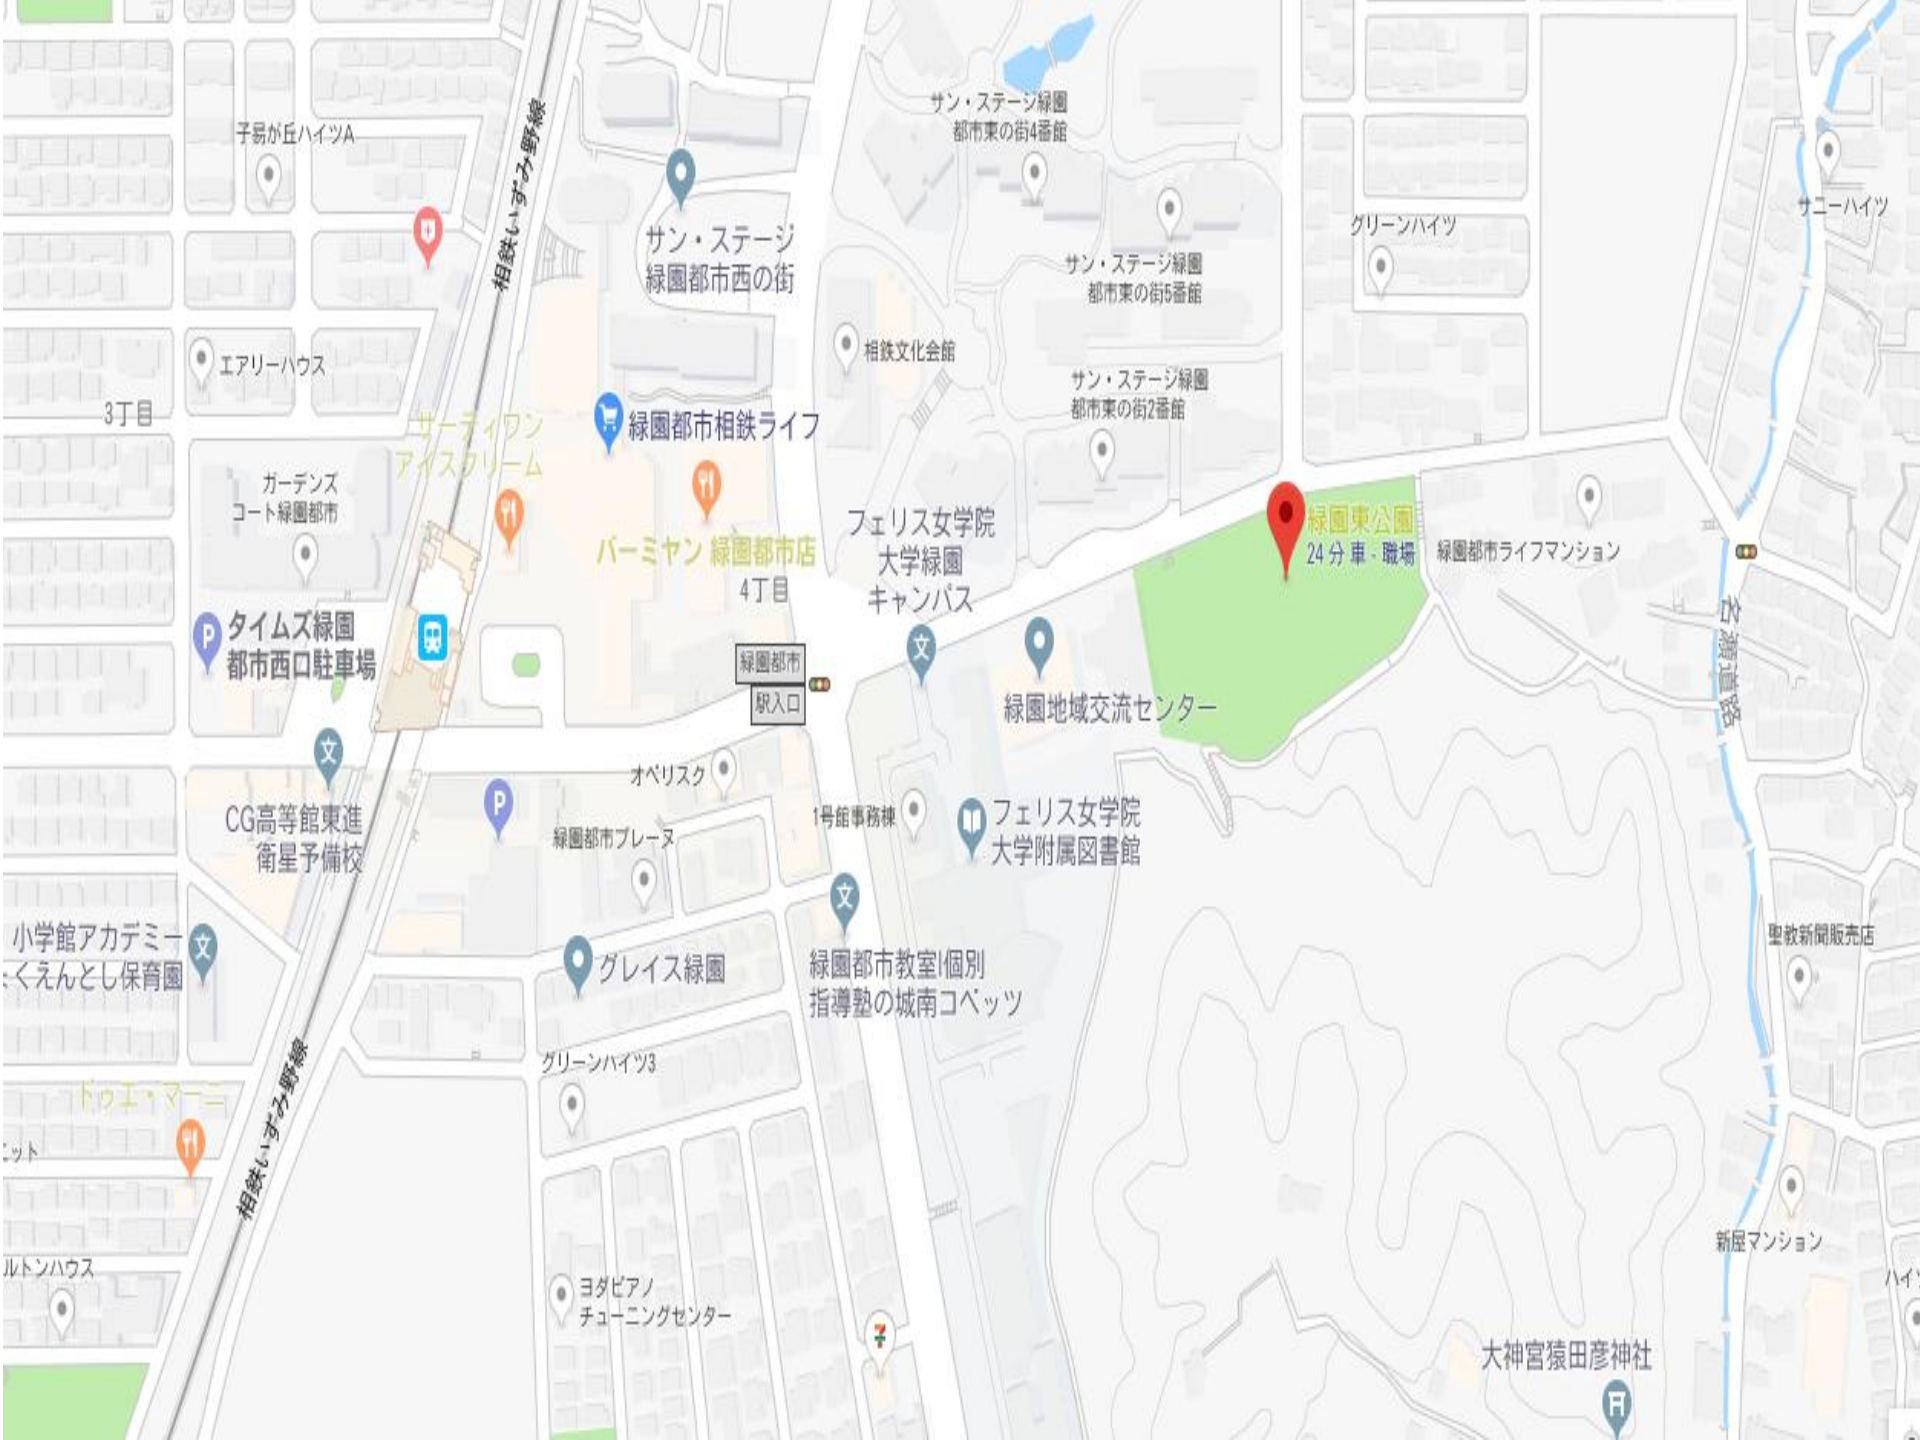 子易が丘ハイツA
相鉄いずみ野線
サン・ステージ緑園
都市東の街4番館
サニーハイツ
グリーンハイツ
サン・ステージ
緑園都市西の街
サン・ステージ緑園
都市東の街5番館
エアリーハウス
相鉄文化会館
サン・ステージ緑園
都市東の街2番館
3丁目
サーティワン
アイスクリーム
緑園都市相鉄ライフ
ガーデンズ
コート緑園都市
バーミヤン 緑園都市店
4丁目
フェリス女学院
大学緑園
キャンパス
緑園東公園
24 分 車 - 職場
緑園都市ライフマンション
P
タイムズ緑園
都市西口駐車場
緑園都市
駅入口
文
緑園地域交流センター
名瀬道路
文
CG高等館東進
衛星予備校
P
オベリスク
緑園都市ブレーヌ
1号館事務棟
フェリス女学院
大学附属図書館
文
小学館アカデミー
くえんとし保育園
文
グレイス緑園
緑園都市教室|個別
指導塾の城南コベッツ
聖教新聞販売店
相鉄いずみ野線
グリーンハイツ3
ドゥエ・マーニ
ット
新屋マンション
ルトンハウス
ヨダピアノ
チューニングセンター
7
大神宮猿田彦神社
ハイ